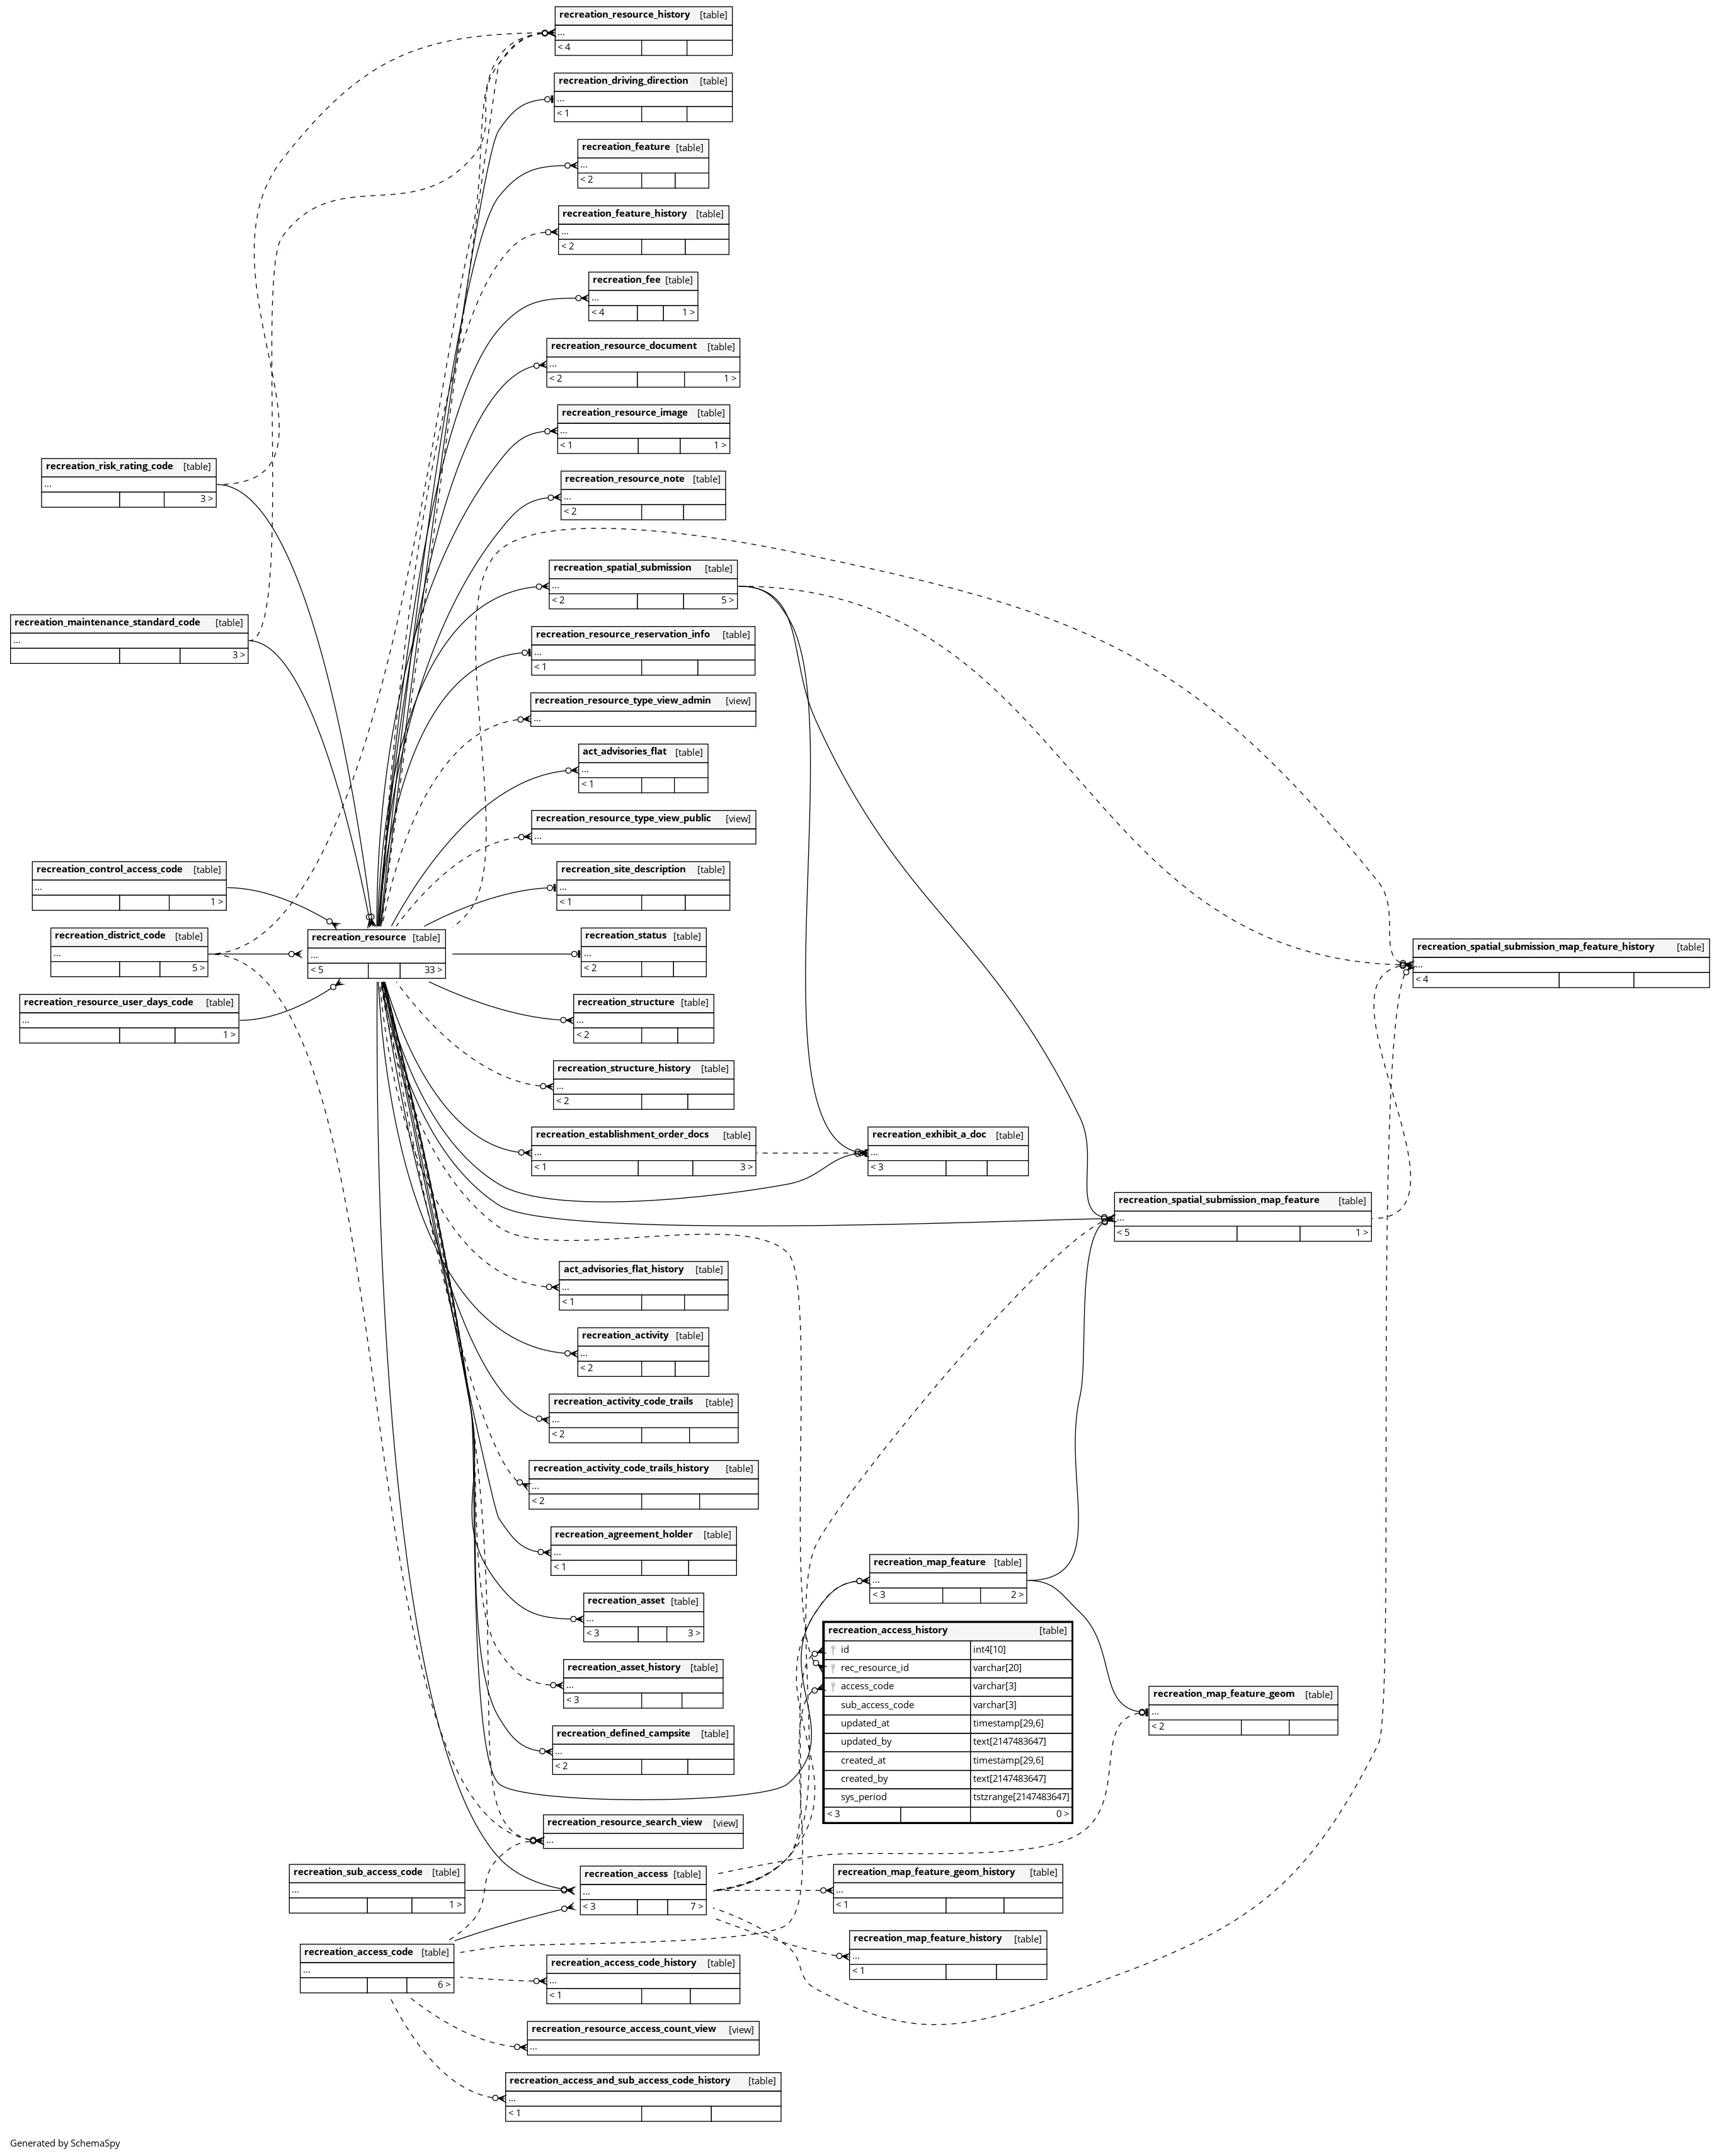 recreation_resource_history [table]
...
< 4
recreation_driving_direction [table]
...
< 1
recreation_feature [table]
...
< 2
recreation_feature_history [table]
...
< 2
recreation_fee [table]
...
< 4 1 >
recreation_resource_document [table]
...
< 2 1 >
recreation_resource_image [table]
...
< 1 1 >
recreation_risk_rating_code [table]
...
3 >
recreation_resource_note [table]
...
< 2
recreation_spatial_submission [table]
...
< 2 5 >
recreation_maintenance_standard_code [table]
...
3 >
recreation_resource_reservation_info [table]
...
< 1
recreation_resource_type_view_admin [view]
...
act_advisories_flat [table]
...
< 1
recreation_resource_type_view_public [view]
...
recreation_control_access_code [table]
...
1 >
recreation_site_description [table]
...
< 1
recreation_district_code [table]
...
5 >
recreation_resource [table]
...
< 5 33 >
recreation_status [table]
...
< 2
recreation_spatial_submission_map_feature_history [table]
...
< 4
recreation_resource_user_days_code [table]
...
1 >
recreation_structure [table]
...
< 2
recreation_structure_history [table]
...
< 2
recreation_establishment_order_docs [table]
...
< 1 3 >
recreation_exhibit_a_doc [table]
...
< 3
recreation_spatial_submission_map_feature [table]
...
< 5 1 >
act_advisories_flat_history [table]
...
< 1
recreation_activity [table]
...
< 2
recreation_activity_code_trails [table]
...
< 2
recreation_activity_code_trails_history [table]
...
< 2
recreation_agreement_holder [table]
...
< 1
recreation_map_feature [table]
...
< 3 2 >
recreation_asset [table]
...
< 3 3 >
recreation_access_history [table]
id int4[10]
rec_resource_id varchar[20]
access_code varchar[3]
sub_access_code varchar[3]
updated_at timestamp[29,6]
updated_by text[2147483647]
created_at timestamp[29,6]
created_by text[2147483647]
sys_period tstzrange[2147483647]
< 3 0 >
recreation_asset_history [table]
...
< 3
recreation_map_feature_geom [table]
...
< 2
recreation_defined_campsite [table]
...
< 2
recreation_resource_search_view [view]
...
recreation_sub_access_code [table]
...
1 >
recreation_access [table]
...
< 3 7 >
recreation_map_feature_geom_history [table]
...
< 1
recreation_map_feature_history [table]
...
< 1
recreation_access_code [table]
...
6 >
recreation_access_code_history [table]
...
< 1
recreation_resource_access_count_view [view]
...
recreation_access_and_sub_access_code_history [table]
...
< 1
Generated by SchemaSpy